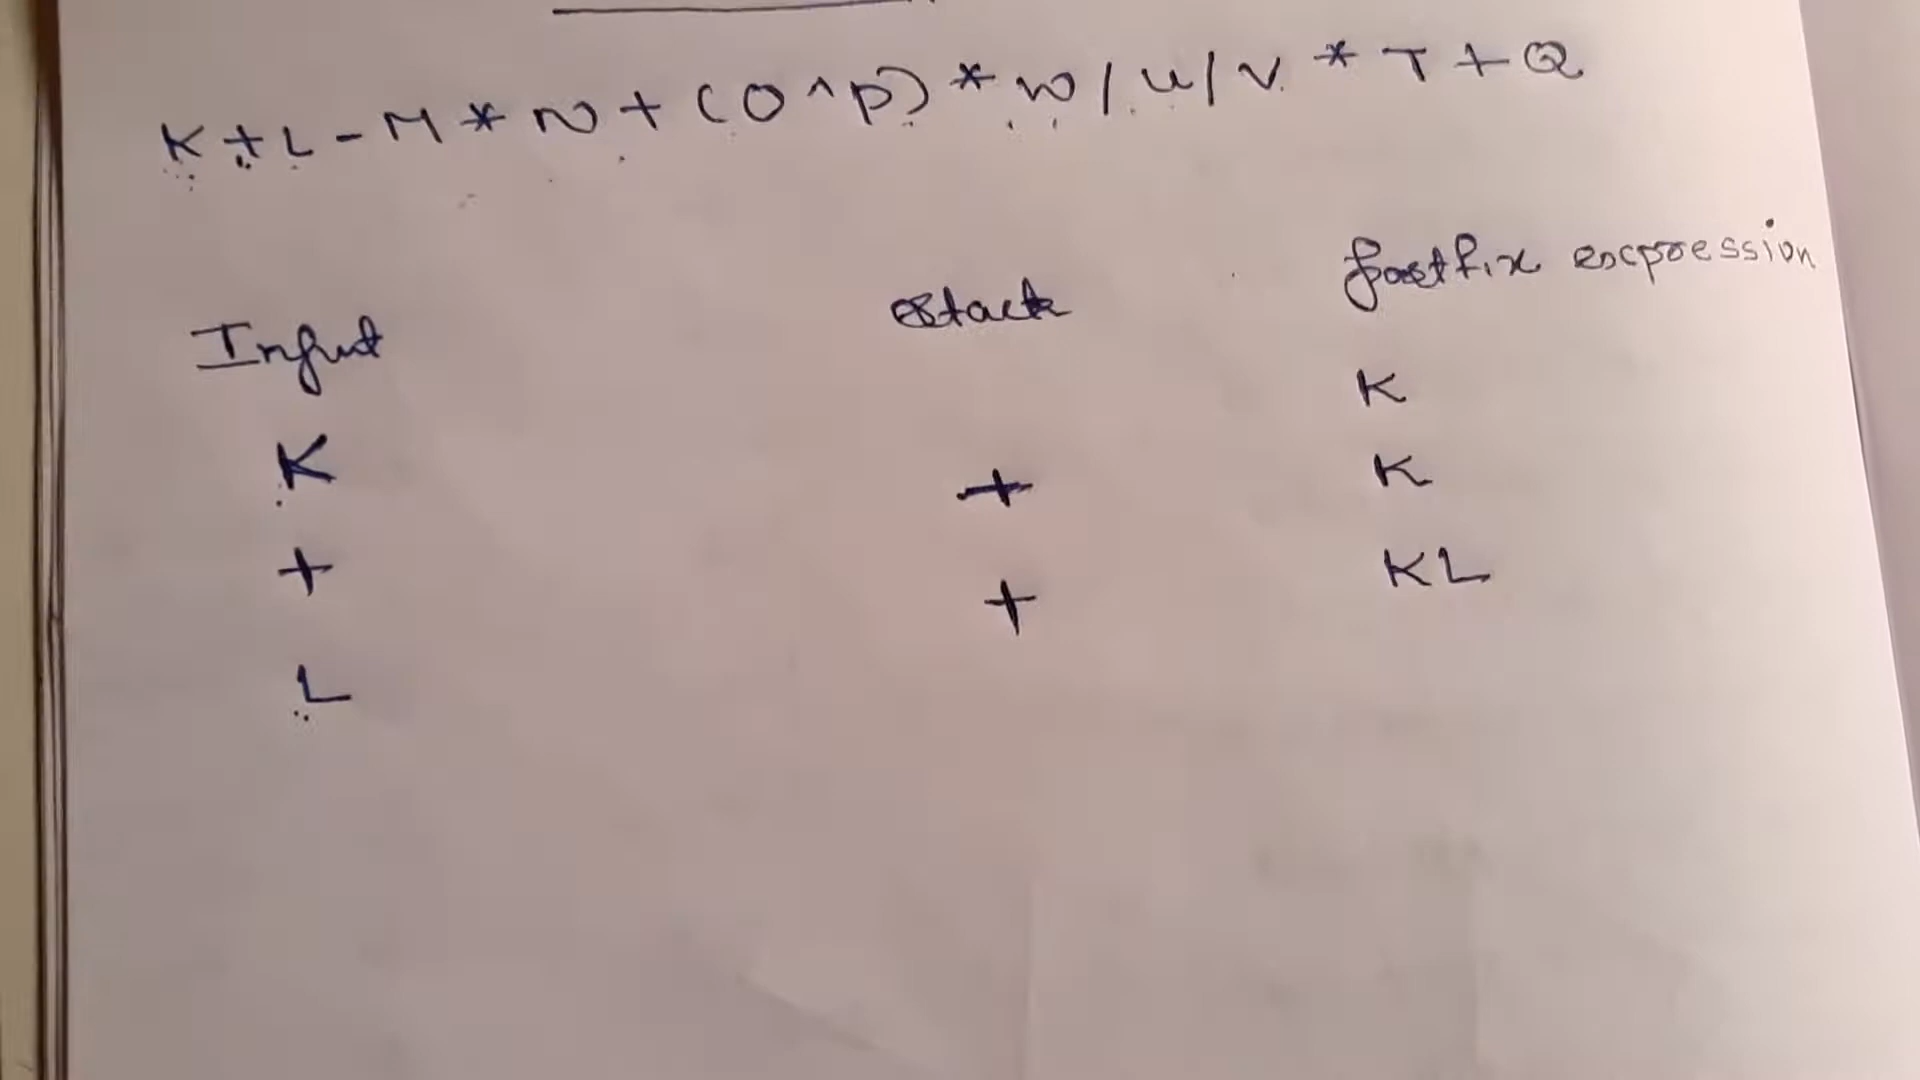 K + L - M * N + (O ^ P) * W / U / V * T + Q
Input Stack Postfix expression
K K
+ + K
L + KL